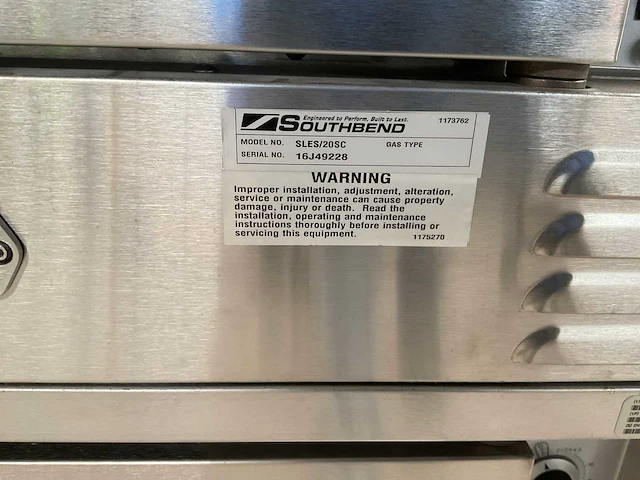 Engineered to Perform, Built to Last.
SOUTHBEND
1173762
MODEL NO. SLES/20SC GAS TYPE
SERIAL NO. 16J49228
WARNING
Improper installation, adjustment, alteration,
service or maintenance can cause property
damage, injury or death. Read the
installation, operating and maintenance
instructions thoroughly before installing or
servicing this equipment.
1175270